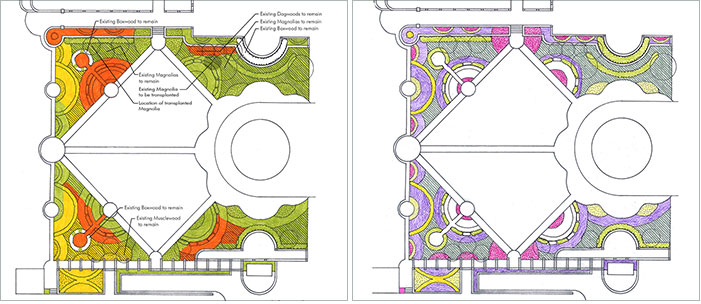 Existing Boxwood to remain
Existing Dogwoods to remain
Existing Magnolias to remain
Existing Boxwood to remain
Existing Magnolias
to remain
Existing Magnolia
to be transplanted
Location of transplanted
Magnolia
Existing Boxwood to remain
Existing Musclewood
to remain